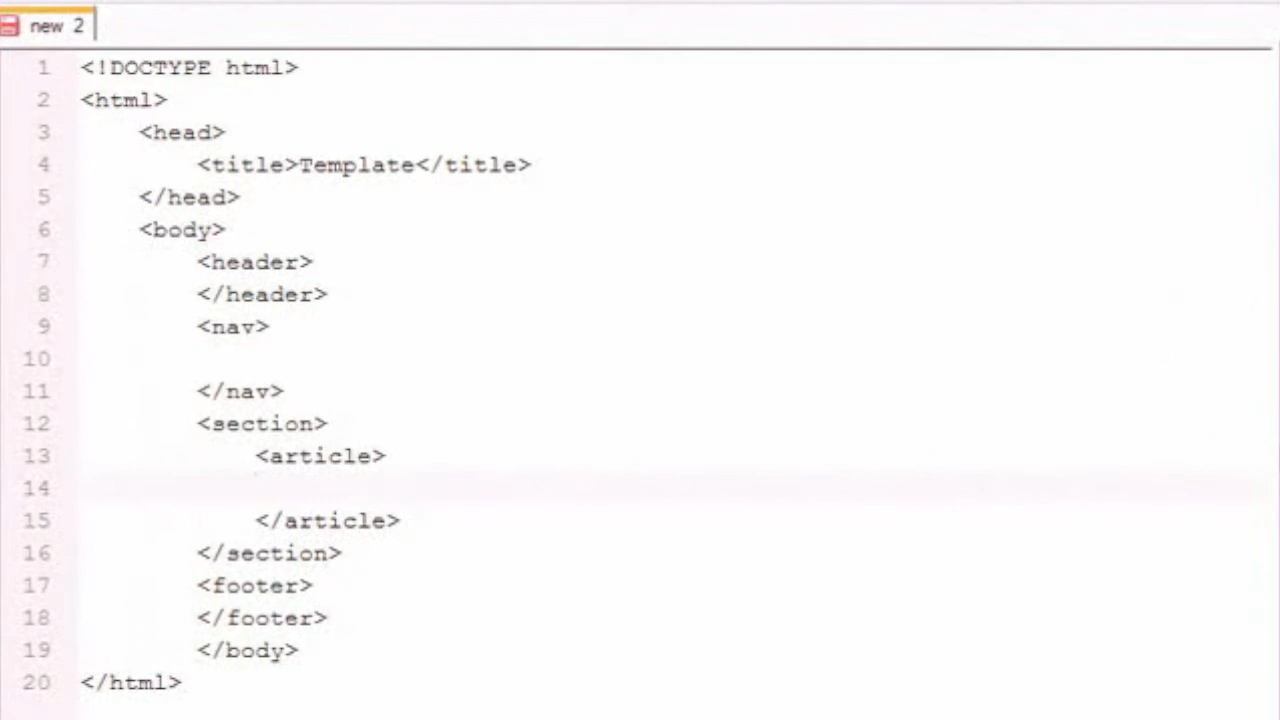 new 2
1 <!DOCTYPE html>
2 <html>
3     <head>
4         <title>Template</title>
5     </head>
6     <body>
7         <header>
8         </header>
9         <nav>
10
11         </nav>
12         <section>
13             <article>
14
15             </article>
16         </section>
17         <footer>
18         </footer>
19         </body>
20 </html>